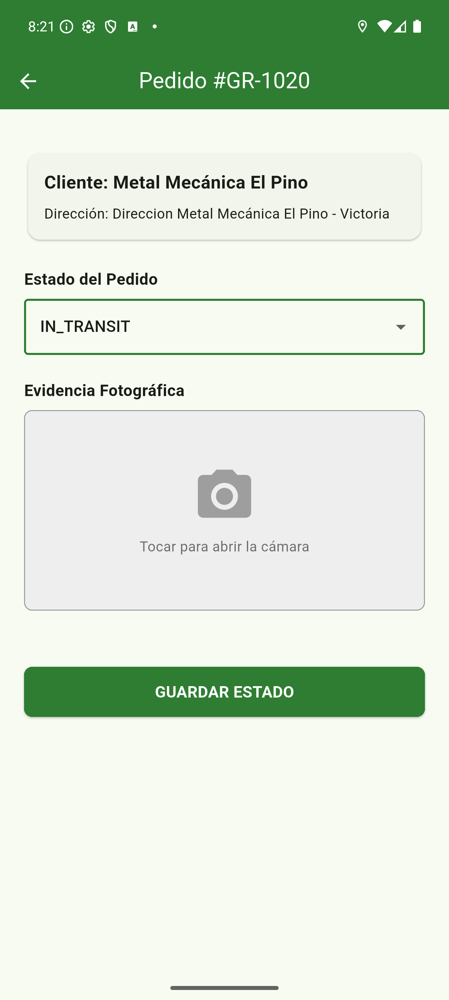 8:21
Pedido #GR-1020
Cliente: Metal Mecánica El Pino
Dirección: Direccion Metal Mecánica El Pino - Victoria
Estado del Pedido
IN_TRANSIT
Evidencia Fotográfica
Tocar para abrir la cámara
GUARDAR ESTADO